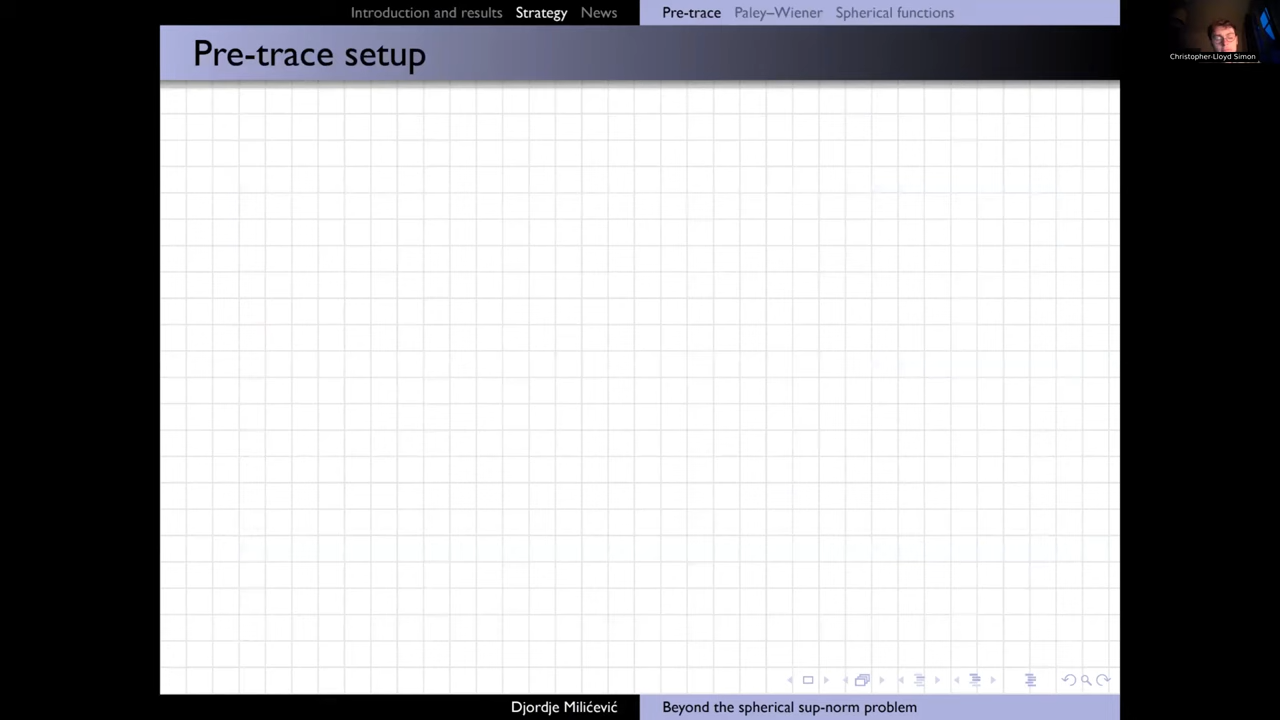 Introduction and results Strategy News
Pre-trace Paley–Wiener Spherical functions
Christopher-Lloyd Simon
Pre-trace setup
Djordje Milićević
Beyond the spherical sup-norm problem